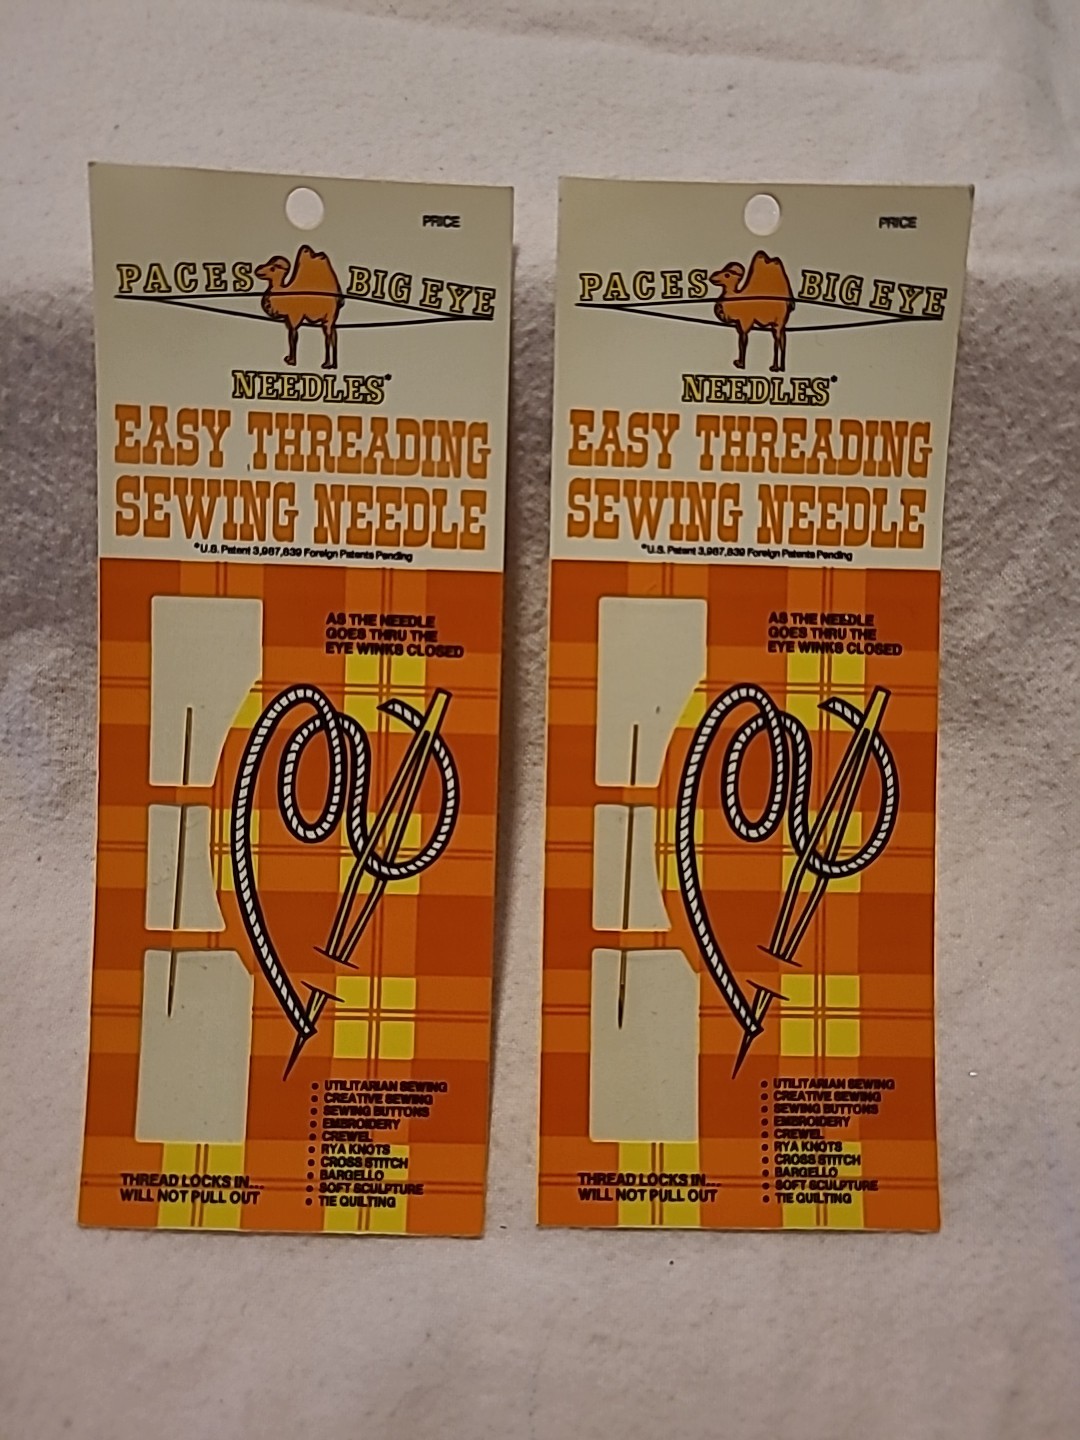 PRICE
PACES BIG EYE
NEEDLES*
EASY THREADING
SEWING NEEDLE
*U.S. Patent 3,987,839 Foreign Patents Pending
AS THE NEEDLE
GOES THRU THE
EYE WINKS CLOSED
• UTILITARIAN SEWING
• CREATIVE SEWING
• SEWING BUTTONS
• EMBROIDERY
• CREWEL
• RYA KNOTS
• CROSS STITCH
• BARGELLO
• SOFT SCULPTURE
• TIE QUILTING
THREAD LOCKS IN...
WILL NOT PULL OUT
PRICE
PACES BIG EYE
NEEDLES*
EASY THREADING
SEWING NEEDLE
*U.S. Patent 3,987,839 Foreign Patents Pending
AS THE NEEDLE
GOES THRU THE
EYE WINKS CLOSED
• UTILITARIAN SEWING
• CREATIVE SEWING
• SEWING BUTTONS
• EMBROIDERY
• CREWEL
• RYA KNOTS
• CROSS STITCH
• BARGELLO
• SOFT SCULPTURE
• TIE QUILTING
THREAD LOCKS IN...
WILL NOT PULL OUT